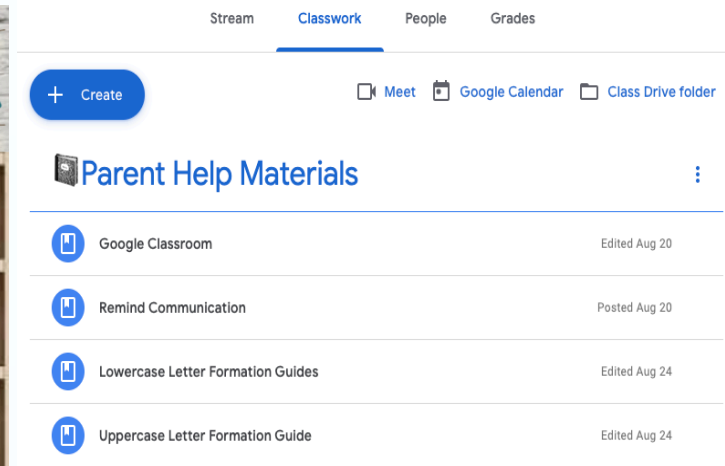 Stream Classwork People Grades
+ Create Meet Google Calendar Class Drive folder
Parent Help Materials
Google Classroom Edited Aug 20
Remind Communication Posted Aug 20
Lowercase Letter Formation Guides Edited Aug 24
Uppercase Letter Formation Guide Edited Aug 24